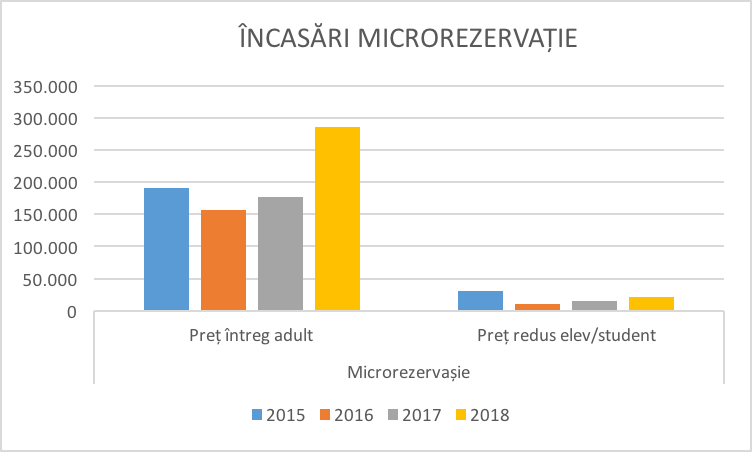 ÎNCASĂRI MICROREZERVAȚIE
350.000
300.000
250.000
200.000
150.000
100.000
50.000
0
Preț întreg adult
Preț redus elev/student
Microrezervașie
2015 2016 2017 2018